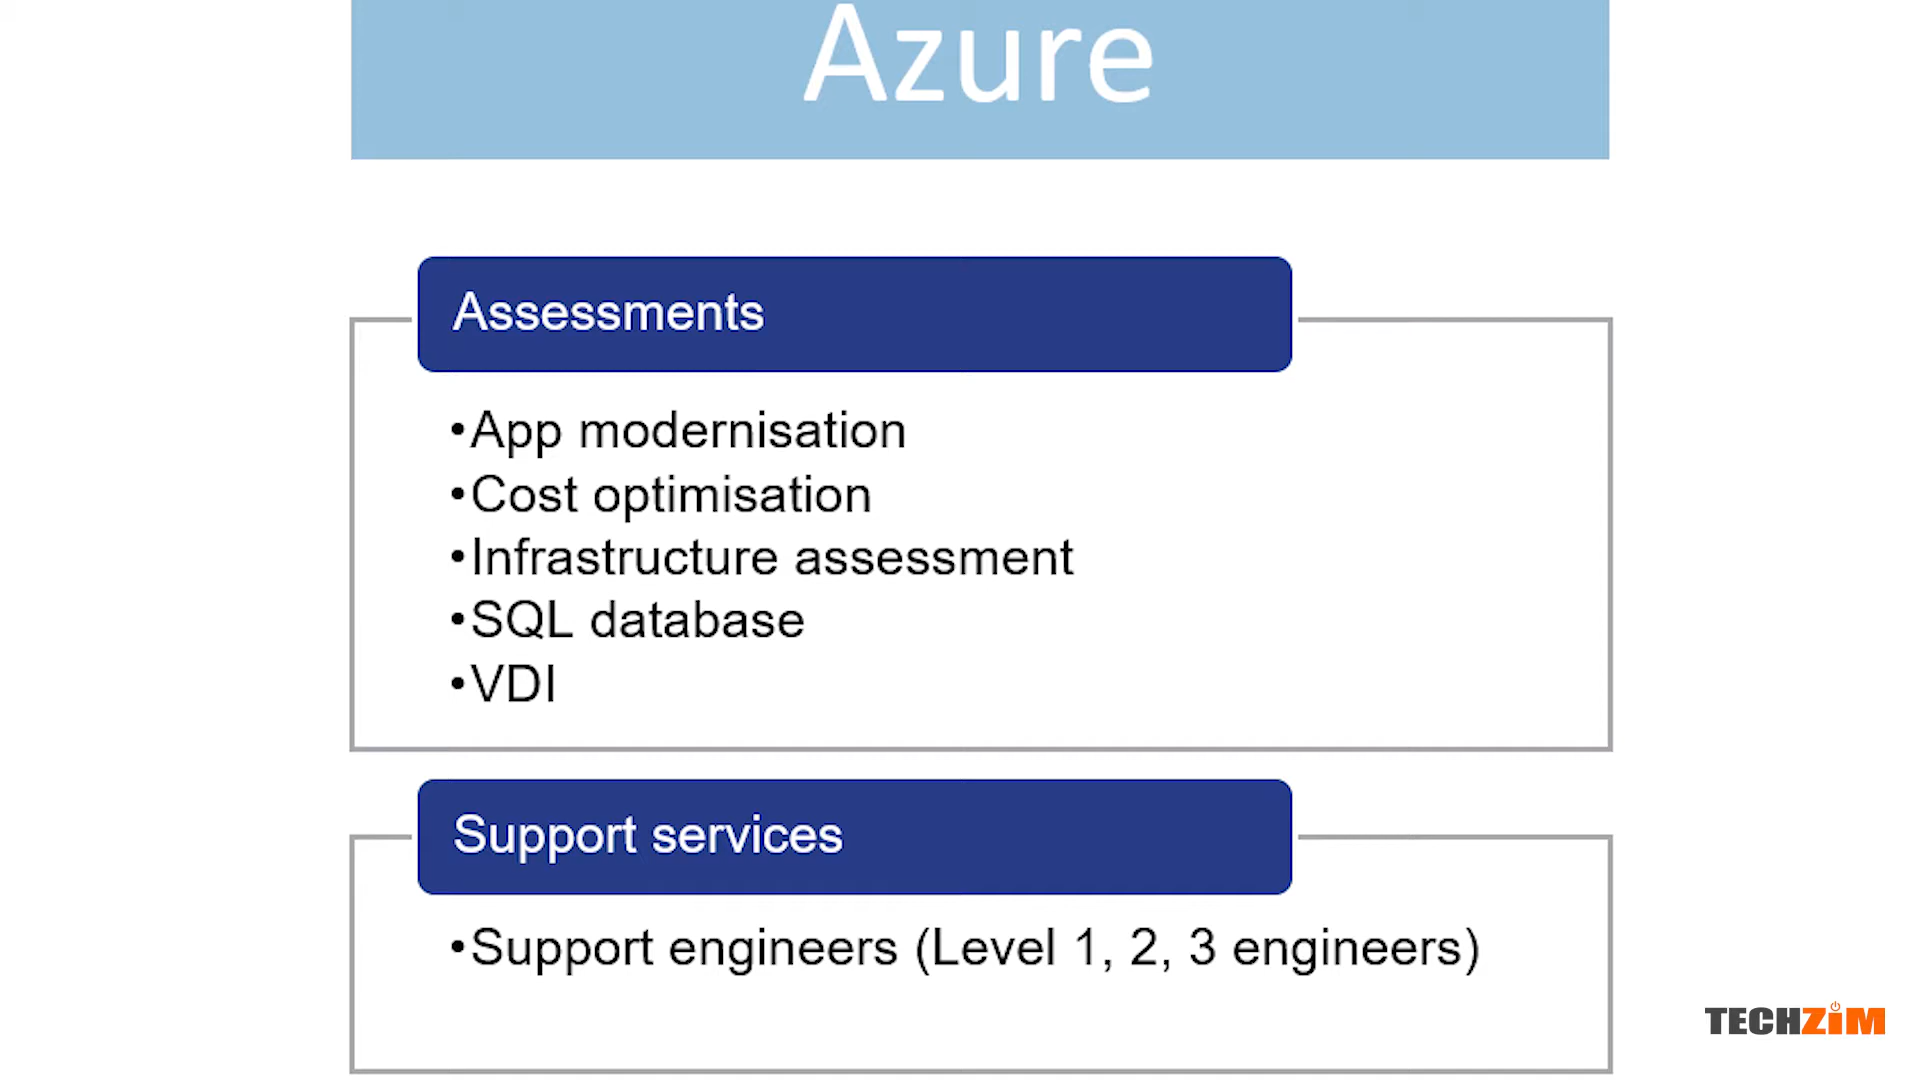 Azure
Assessments
•App modernisation
•Cost optimisation
•Infrastructure assessment
•SQL database
•VDI
Support services
•Support engineers (Level 1, 2, 3 engineers)
TECHZiM